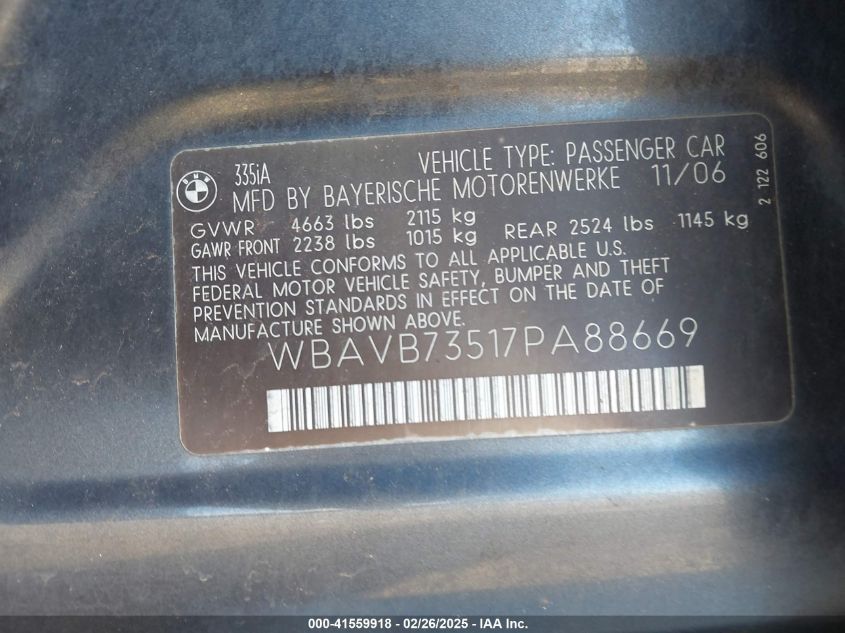 335iA
VEHICLE TYPE: PASSENGER CAR
MFD BY BAYERISCHE MOTORENWERKE 11/06
GVWR 4663 lbs 2115 kg
GAWR FRONT 2238 lbs 1015 kg REAR 2524 lbs 1145 kg
THIS VEHICLE CONFORMS TO ALL APPLICABLE U.S.
FEDERAL MOTOR VEHICLE SAFETY, BUMPER AND THEFT
PREVENTION STANDARDS IN EFFECT ON THE DATE OF
MANUFACTURE SHOWN ABOVE.
WBAVB73517PA88669
2 122 606
BMW
000-41559918 - 02/26/2025 - IAA Inc.